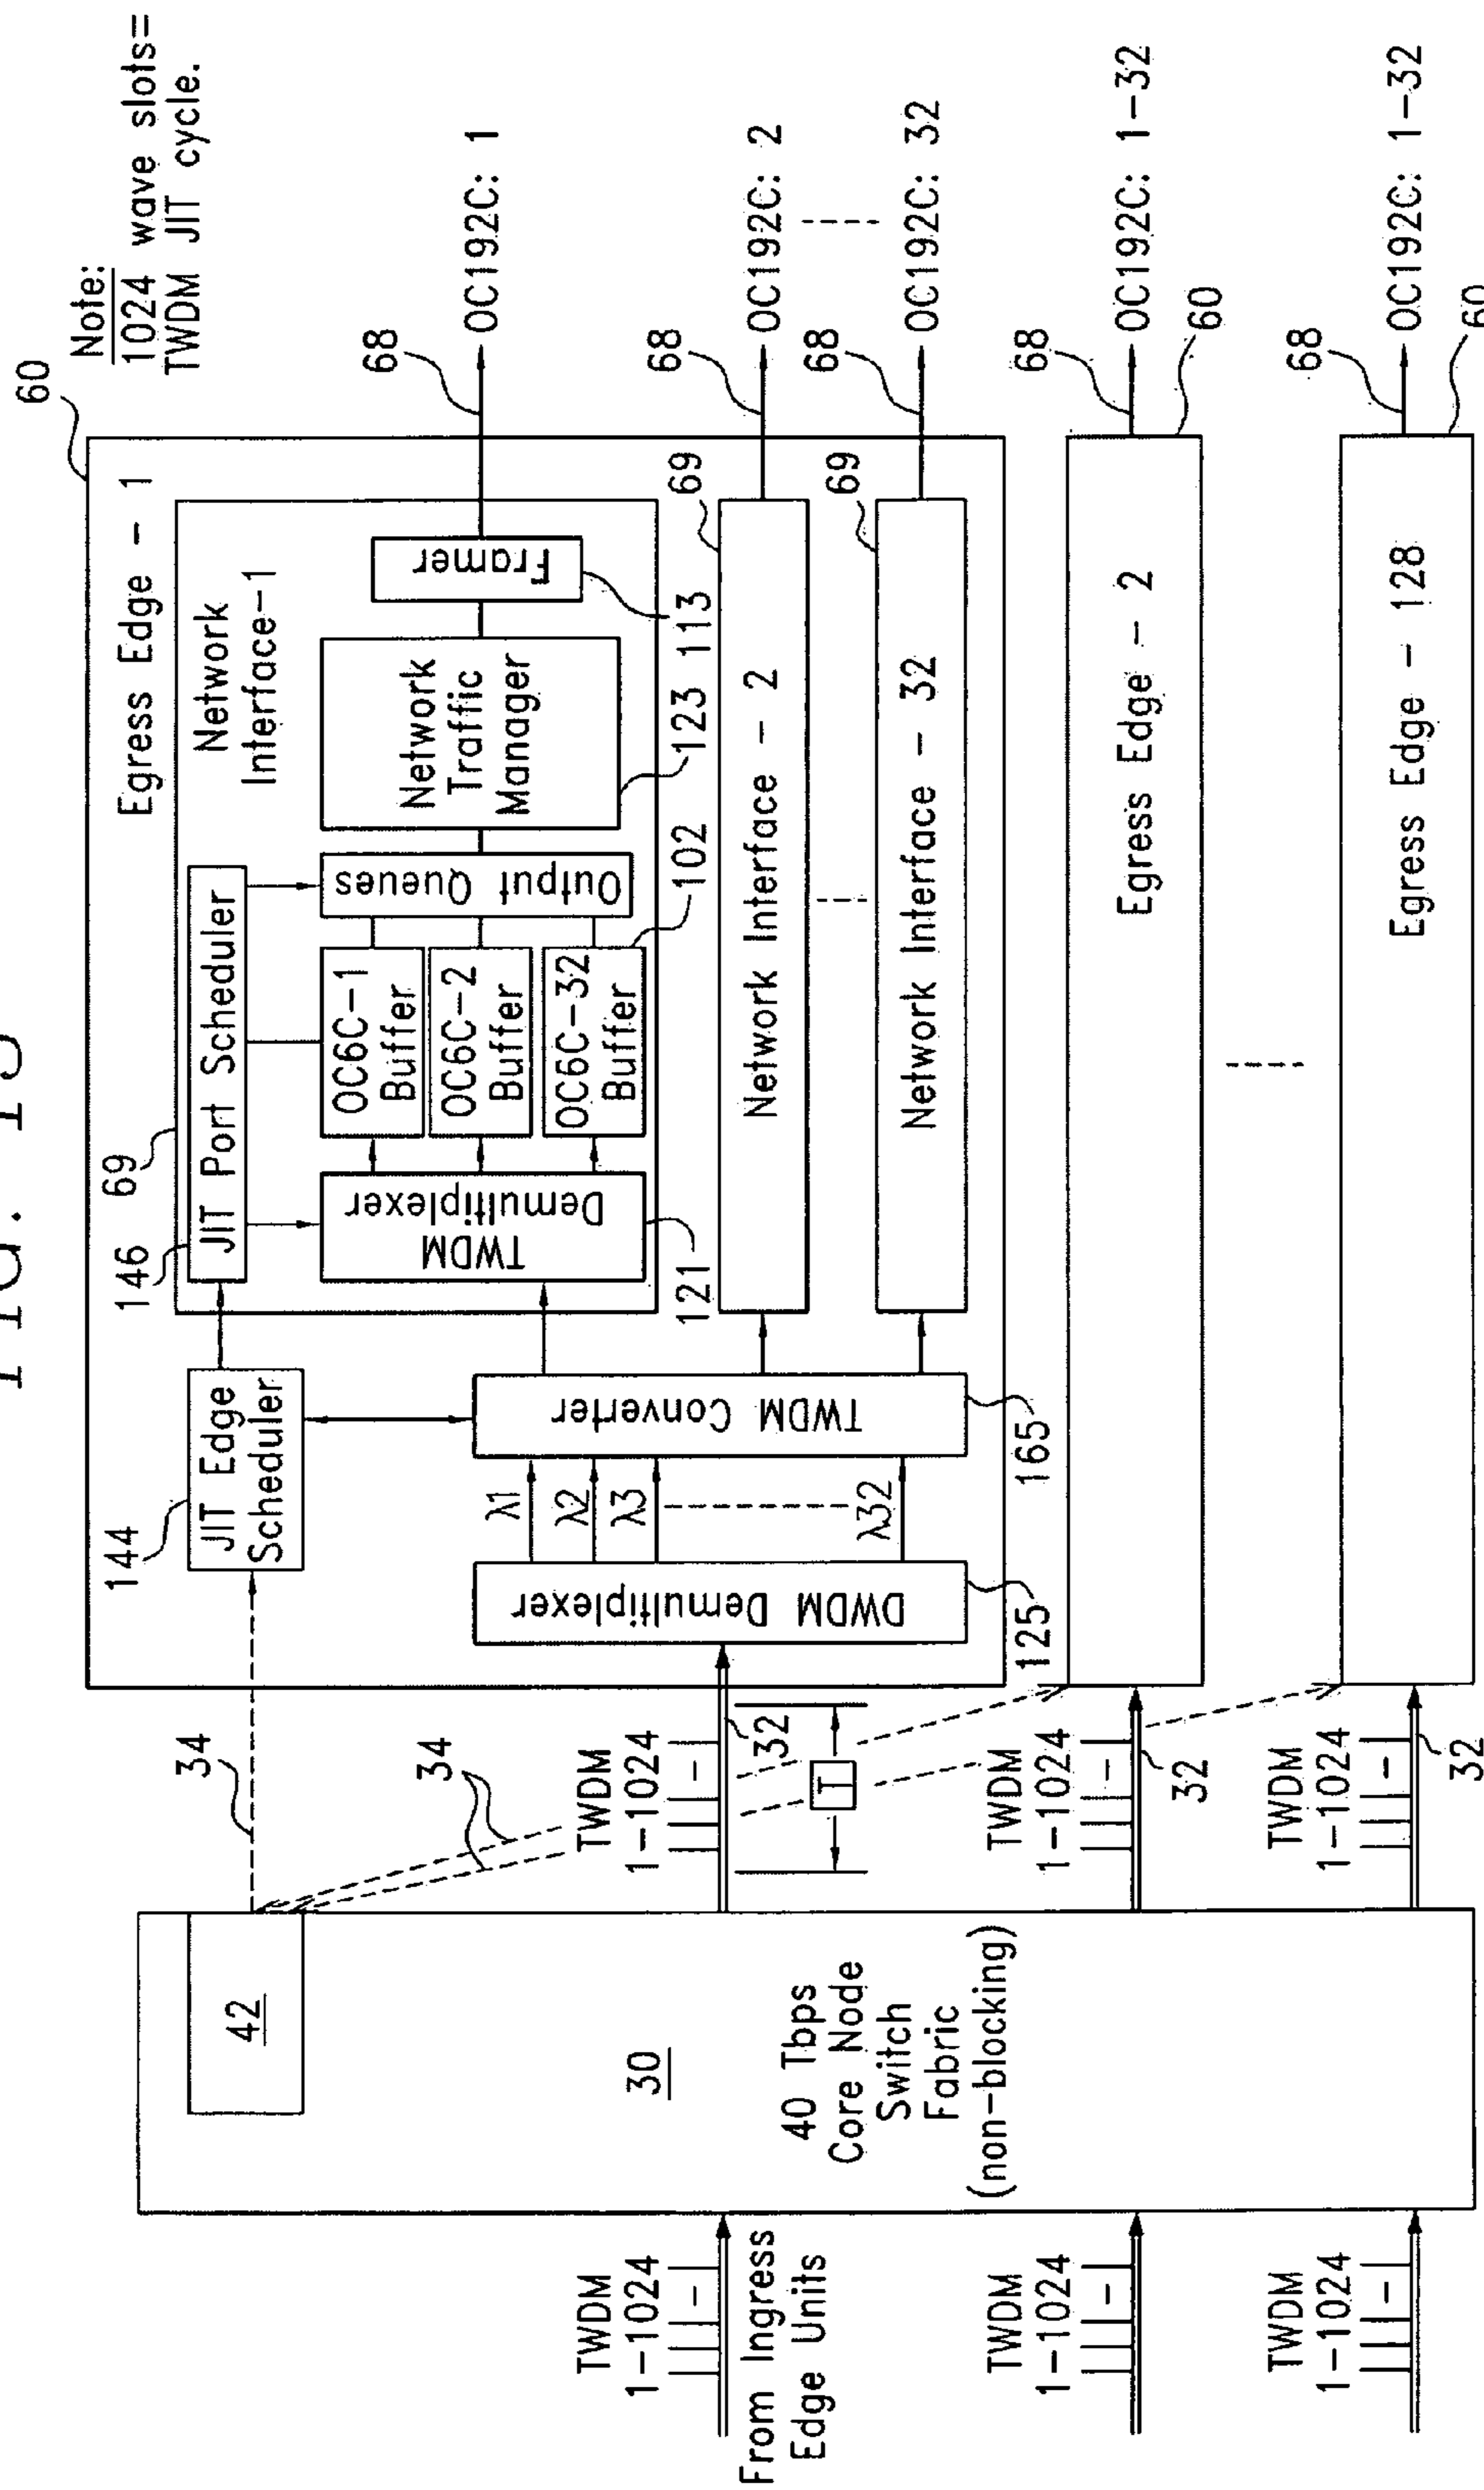 FIG. 13
Note:
1024 wave slots=
TWDM JIT cycle.
60
Egress Edge - 1
144
JIT Edge
Scheduler
146
69
JIT Port Scheduler
Network
Interface-1
34
42
34
TWDM
Demultiplexer
121
OC6C-1
Buffer
OC6C-2
Buffer
OC6C-32
Buffer
102
Output Queues
Network
Traffic
Manager
123
Framer
113
68
OC192C: 1
TWDM
1-1024
From Ingress
Edge Units
30
40 Tbps
Core Node
Switch
Fabric
(non-blocking)
TWDM
1-1024
32
T
DWDM Demultiplexer
125
λ1
λ2
λ3
λ32
TWDM Converter
165
Network Interface - 2
69
68
OC192C: 2
Network Interface - 32
69
68
OC192C: 32
TWDM
1-1024
TWDM
1-1024
32
Egress Edge - 2
68
OC192C: 1-32
60
TWDM
1-1024
TWDM
1-1024
32
Egress Edge - 128
68
OC192C: 1-32
60